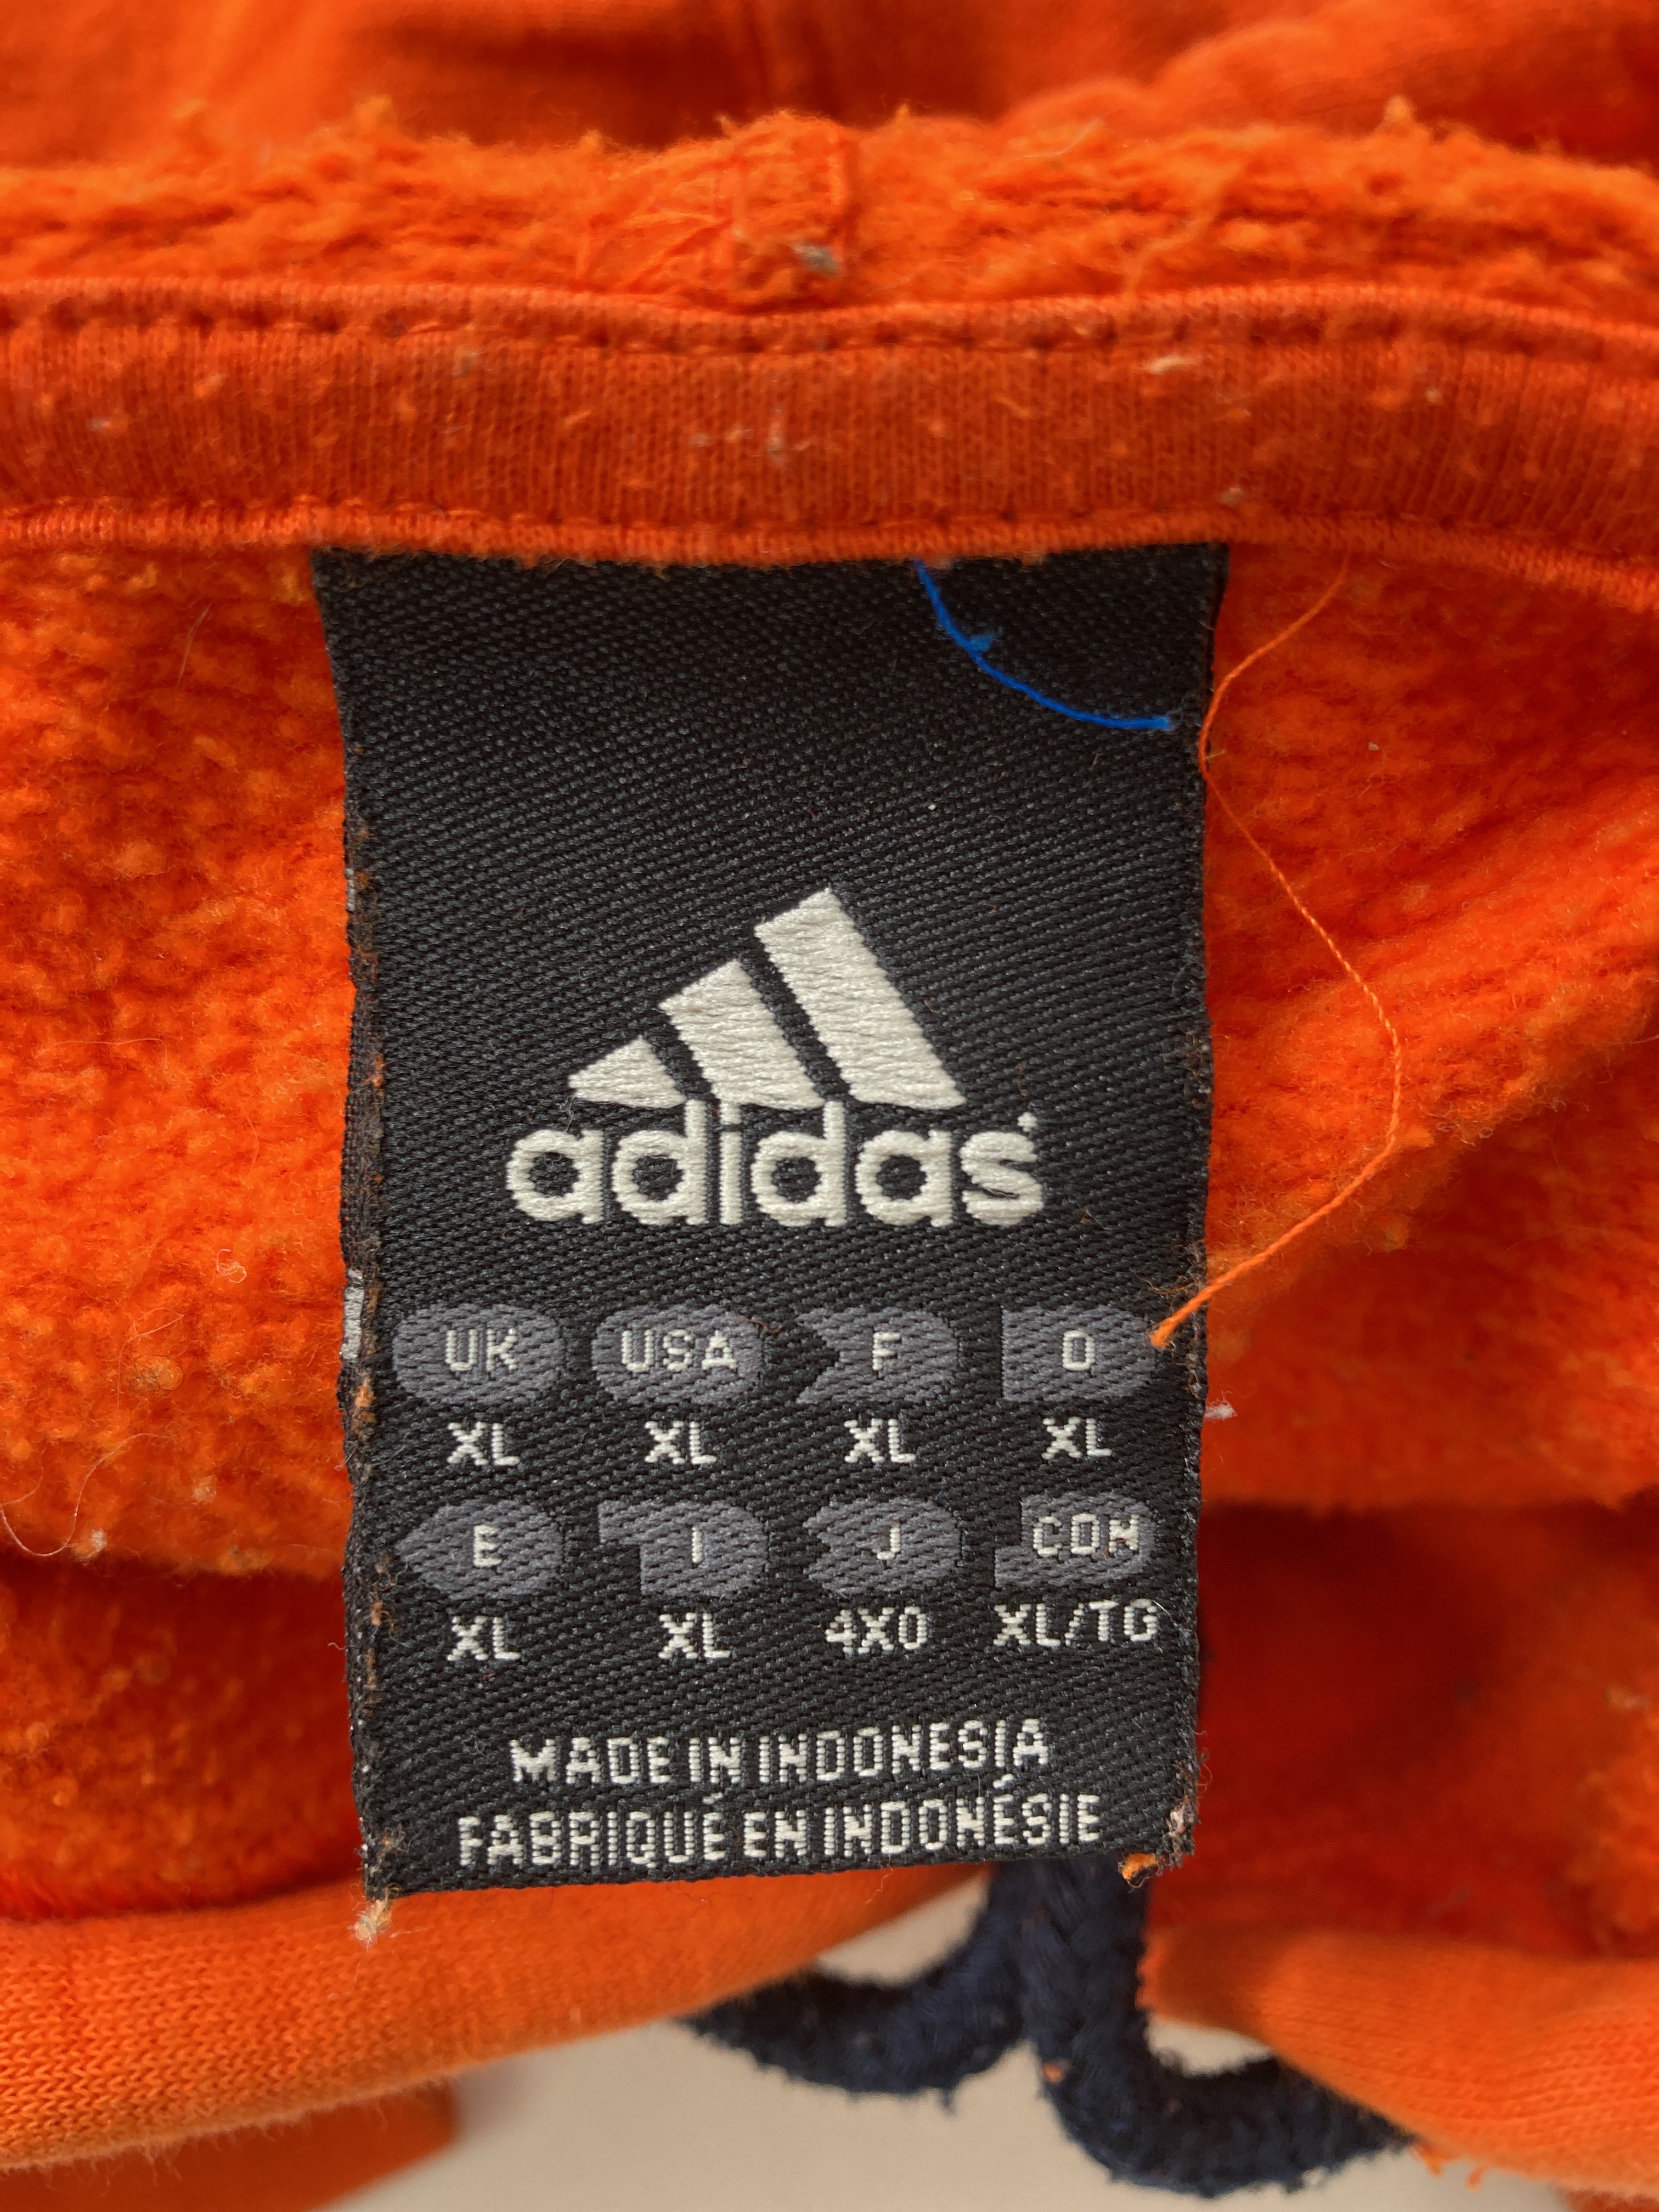 adidas
UK USA F D
XL XL XL XL
E I J CDN
XL XL 4XO XL/TG
MADE IN INDONESIA
FABRIQUÉ EN INDONÉSIE